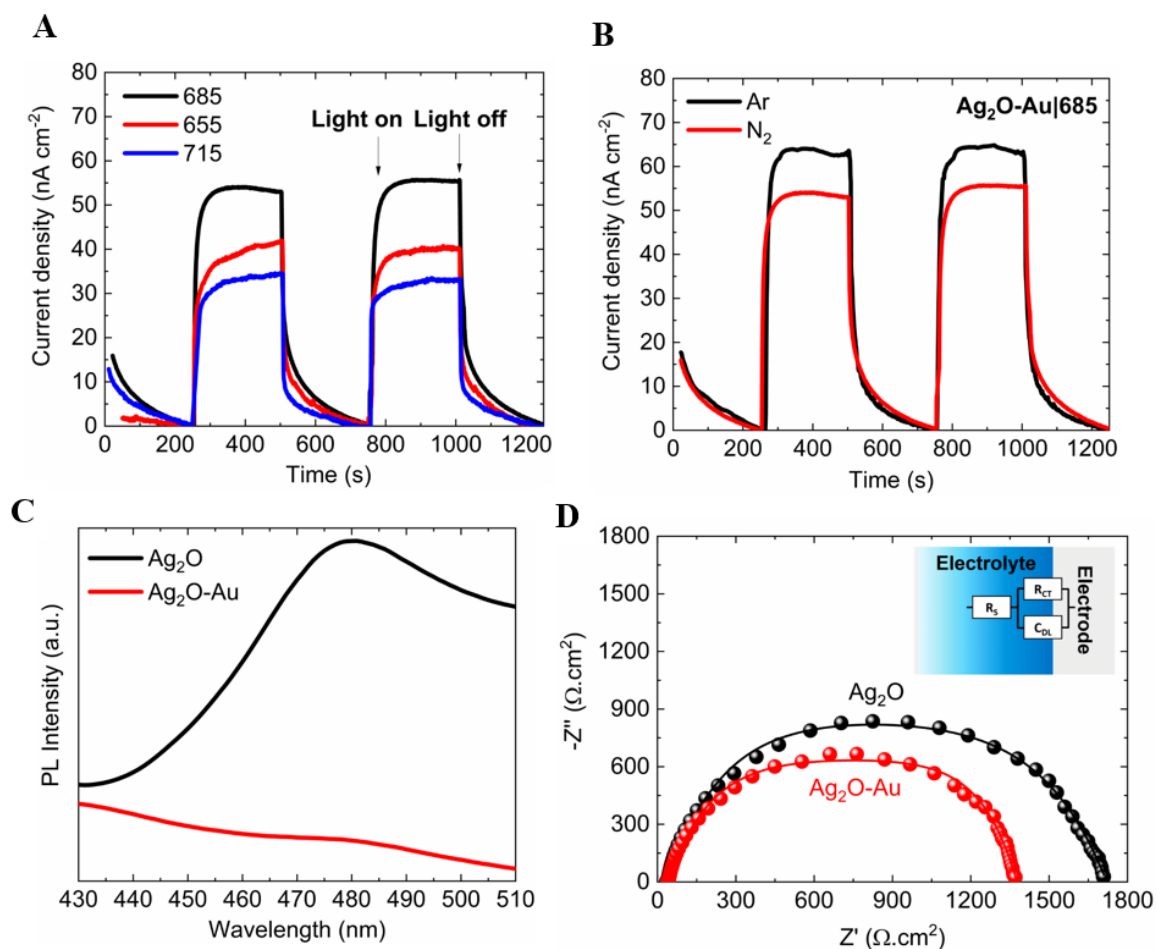 A
80
70
60
50
40
30
20
10
0
0 200 400 600 800 1000 1200
Current density (nA cm⁻²)
Time (s)
685
655
715
Light on Light off
B
80
70
60
50
40
30
20
10
0
0 200 400 600 800 1000 1200
Current density (nA cm⁻²)
Time (s)
Ar
N₂
Ag₂O-Au|685
C
PL Intensity (a.u.)
Ag₂O
Ag₂O-Au
430 440 450 460 470 480 490 500 510
Wavelength (nm)
D
1800
1500
1200
900
600
300
0
0 300 600 900 1200 1500 1800
-Z" (Ω.cm²)
Z' (Ω.cm²)
Electrolyte
Electrode
R_S
R_CT
C_DL
Ag₂O
Ag₂O-Au